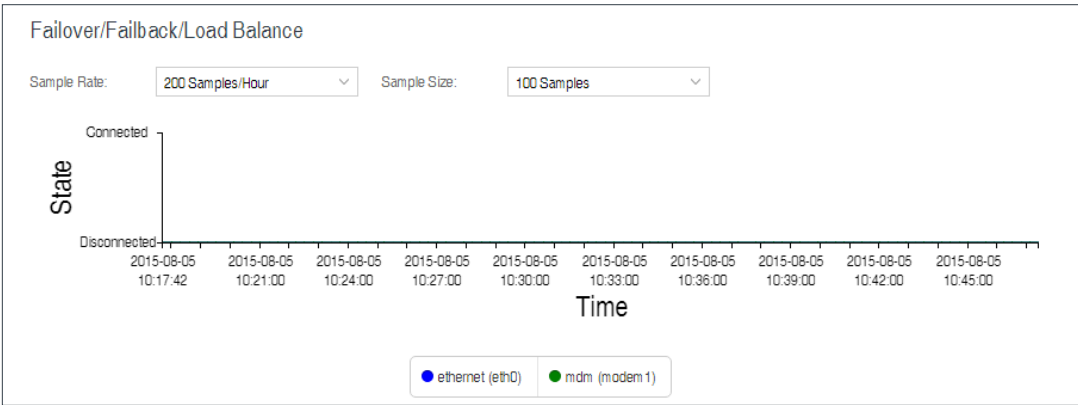 Failover/Failback/Load Balance
Sample Rate: 200 Samples/Hour Sample Size: 100 Samples
Connected
State
Disconnected
2015-08-05 2015-08-05 2015-08-05 2015-08-05 2015-08-05 2015-08-05 2015-08-05 2015-08-05 2015-08-05 2015-08-05
10:17:42 10:21:00 10:24:00 10:27:00 10:30:00 10:33:00 10:36:00 10:39:00 10:42:00 10:45:00
Time
ethernet (eth0) mdm (modem1)